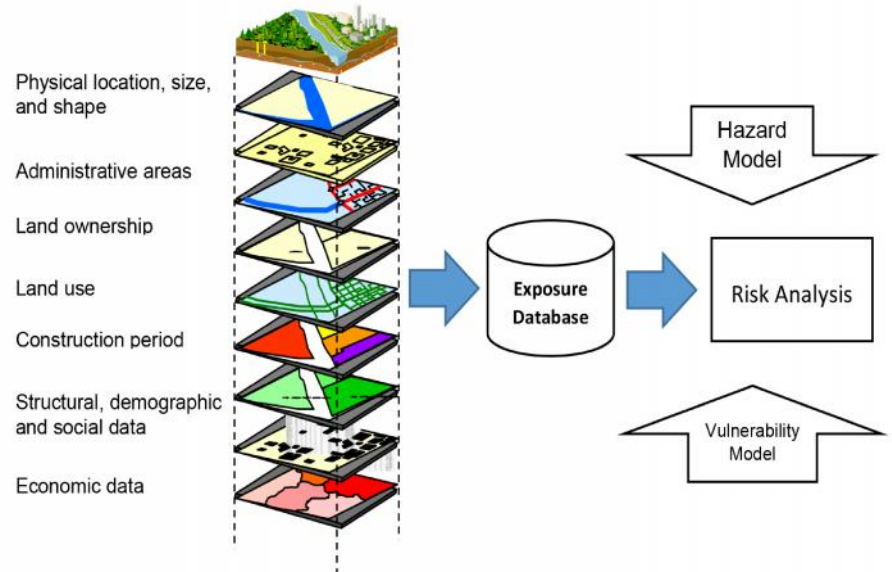 Physical location, size,
and shape
Administrative areas
Land ownership
Land use
Construction period
Structural, demographic
and social data
Economic data
Exposure
Database
Hazard
Model
Risk Analysis
Vulnerability
Model